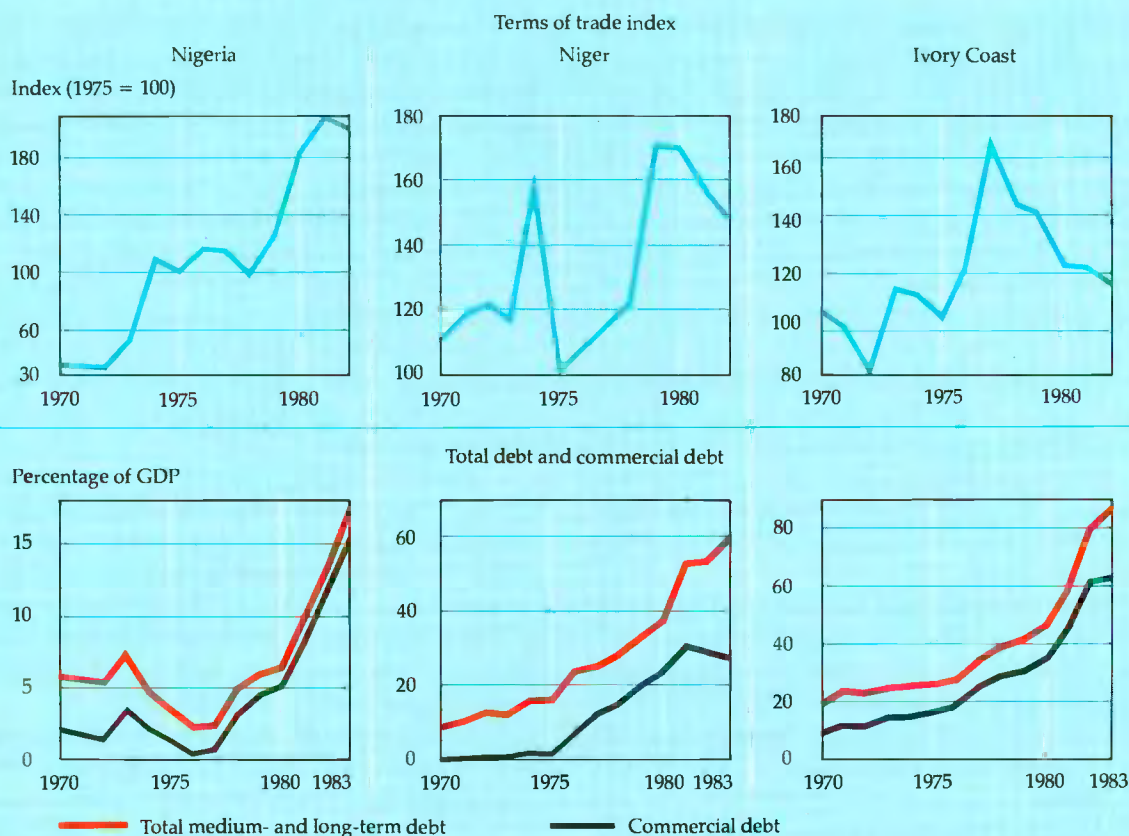 Terms of trade index
Nigeria Niger Ivory Coast
Index (1975 = 100)
180
140
100
60
30
1970 1975 1980
180
160
140
120
100
1970 1975 1980
180
160
140
120
100
80
1970 1975 1980
Total debt and commercial debt
Percentage of GDP
15
10
5
0
1970 1975 1980 1983
60
40
20
0
1970 1975 1980 1983
80
60
40
20
0
1970 1975 1980 1983
Total medium- and long-term debt Commercial debt